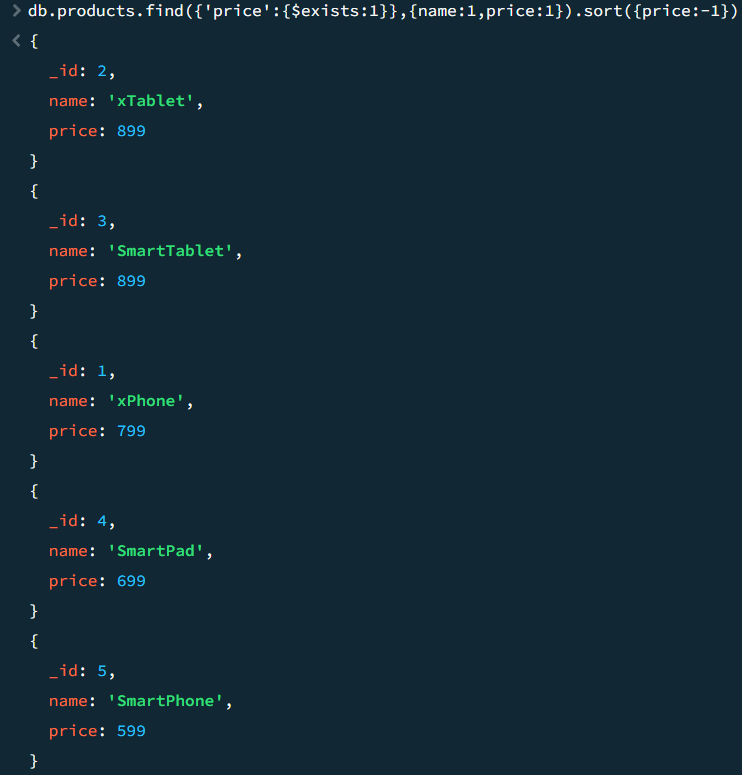 > db.products.find({'price':{$exists:1}},{name:1,price:1}).sort({price:-1})
< {
_id: 2,
name: 'xTablet',
price: 899
}
{
_id: 3,
name: 'SmartTablet',
price: 899
}
{
_id: 1,
name: 'xPhone',
price: 799
}
{
_id: 4,
name: 'SmartPad',
price: 699
}
{
_id: 5,
name: 'SmartPhone',
price: 599
}